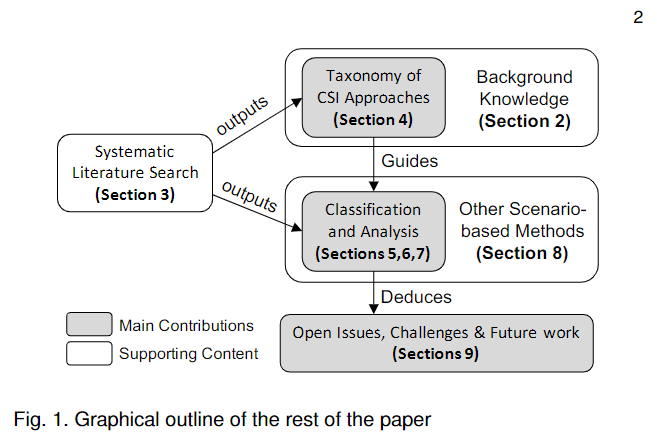 2
Taxonomy of
CSI Approaches
(Section 4)
Background
Knowledge
(Section 2)
outputs
Systematic
Literature Search
(Section 3)
Guides
outputs
Classification
and Analysis
(Sections 5,6,7)
Other Scenario-
based Methods
(Section 8)
Deduces
Main Contributions
Supporting Content
Open Issues, Challenges & Future work
(Sections 9)
Fig. 1. Graphical outline of the rest of the paper